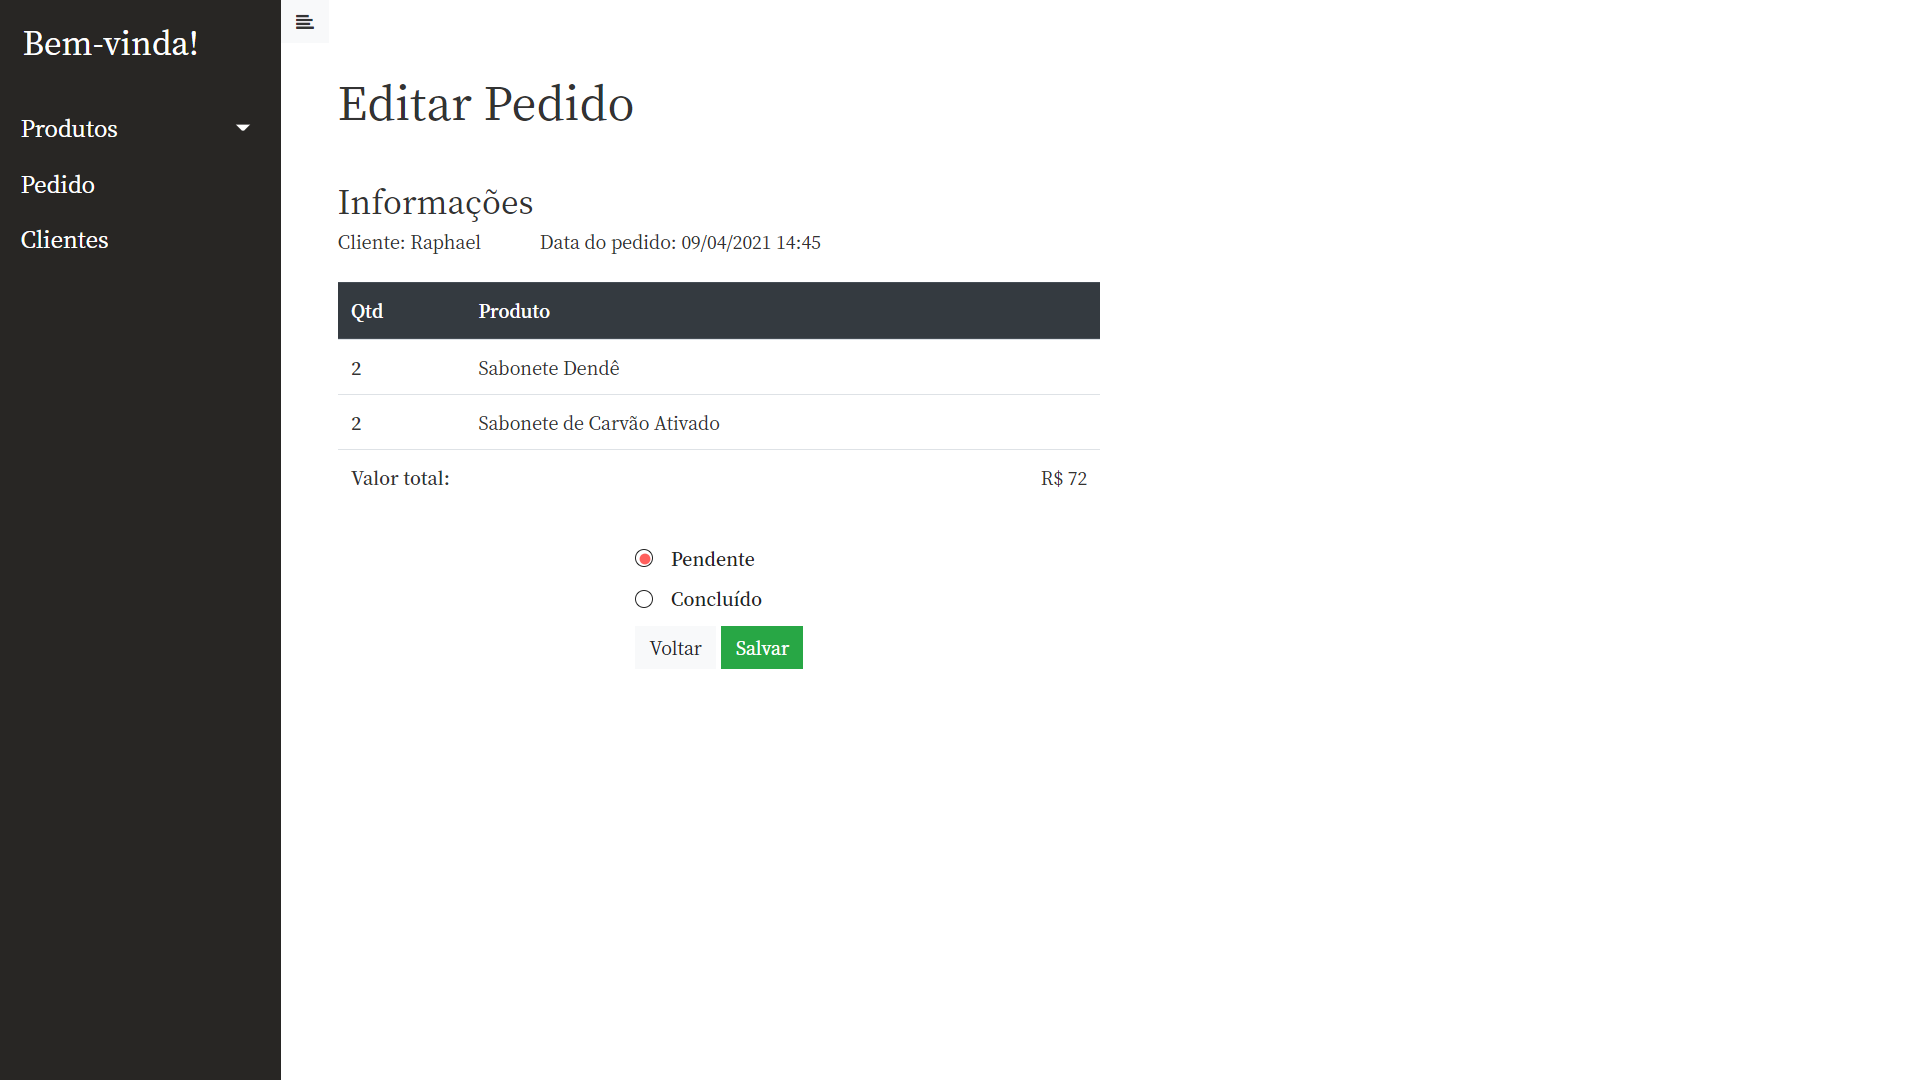 Bem-vinda!
Produtos
Pedido
Clientes
Editar Pedido
Informações
Cliente: Raphael Data do pedido: 09/04/2021 14:45
Qtd Produto
2 Sabonete Dendê
2 Sabonete de Carvão Ativado
Valor total: R$ 72
Pendente
Concluído
Voltar Salvar